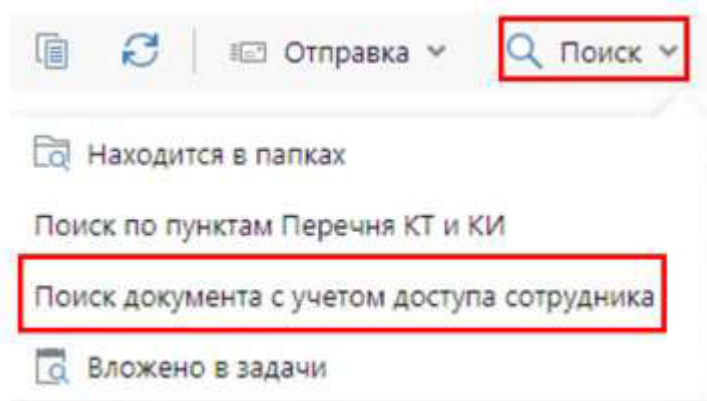 Отправка Поиск
Находится в папках
Поиск по пунктам Перечня КТ и КИ
Поиск документа с учетом доступа сотрудника
Вложено в задачи